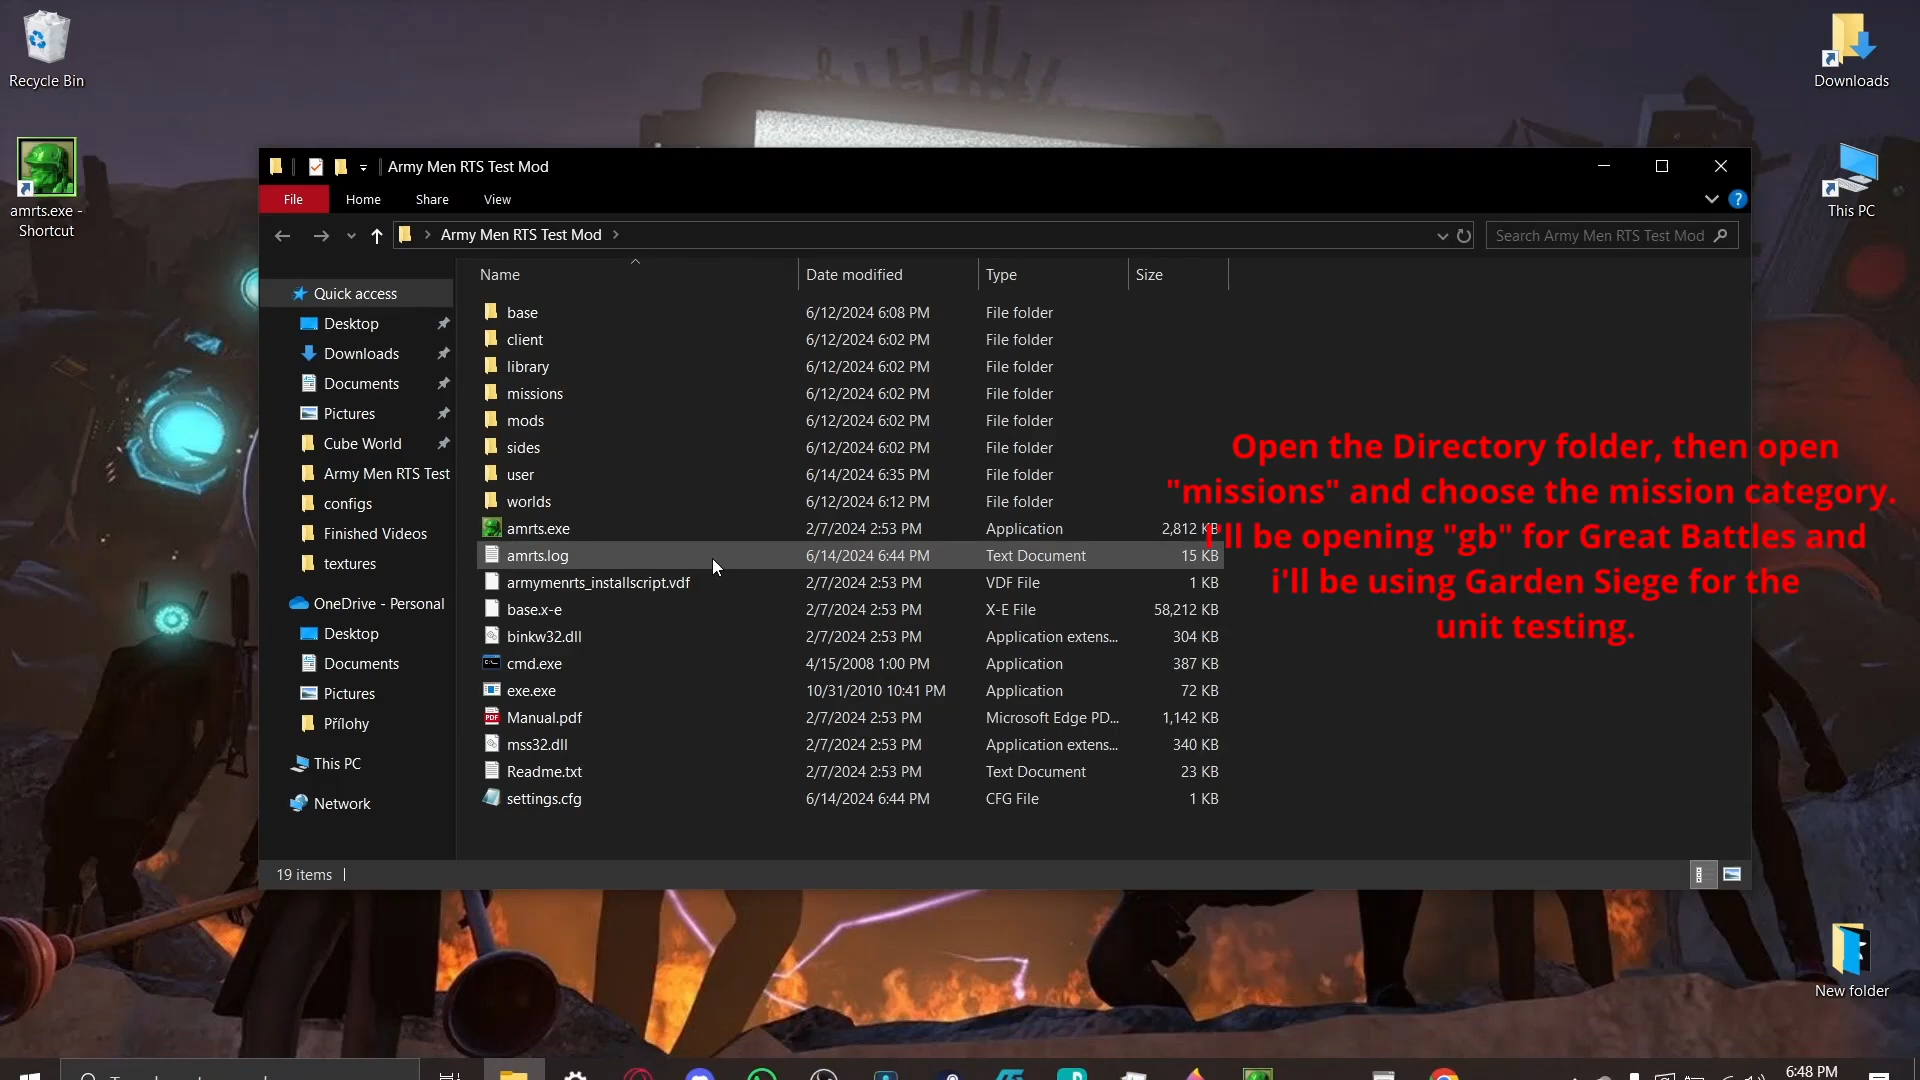 Recycle Bin
amrts.exe -
Shortcut
Downloads
This PC
New folder
Army Men RTS Test Mod
File Home Share View
Army Men RTS Test Mod
Search Army Men RTS Test Mod
Name Date modified Type Size
Quick access
Desktop
Downloads
Documents
Pictures
Cube World
Army Men RTS Test
configs
Finished Videos
textures
OneDrive - Personal
Desktop
Documents
Pictures
Přílohy
This PC
Network
base 6/12/2024 6:08 PM File folder
client 6/12/2024 6:02 PM File folder
library 6/12/2024 6:02 PM File folder
missions 6/12/2024 6:02 PM File folder
mods 6/12/2024 6:02 PM File folder
sides 6/12/2024 6:02 PM File folder
user 6/14/2024 6:35 PM File folder
worlds 6/12/2024 6:12 PM File folder
amrts.exe 2/7/2024 2:53 PM Application 2,812 KB
amrts.log 6/14/2024 6:44 PM Text Document 15 KB
armymenrts_installscript.vdf 2/7/2024 2:53 PM VDF File 1 KB
base.x-e 2/7/2024 2:53 PM X-E File 58,212 KB
binkw32.dll 2/7/2024 2:53 PM Application extens... 304 KB
cmd.exe 4/15/2008 1:00 PM Application 387 KB
exe.exe 10/31/2010 10:41 PM Application 72 KB
Manual.pdf 2/7/2024 2:53 PM Microsoft Edge PD... 1,142 KB
mss32.dll 2/7/2024 2:53 PM Application extens... 340 KB
Readme.txt 2/7/2024 2:53 PM Text Document 23 KB
settings.cfg 6/14/2024 6:44 PM CFG File 1 KB
Open the Directory folder, then open
"missions" and choose the mission category.
I'll be opening "gb" for Great Battles and
i'll be using Garden Siege for the
unit testing.
19 items
6:48 PM